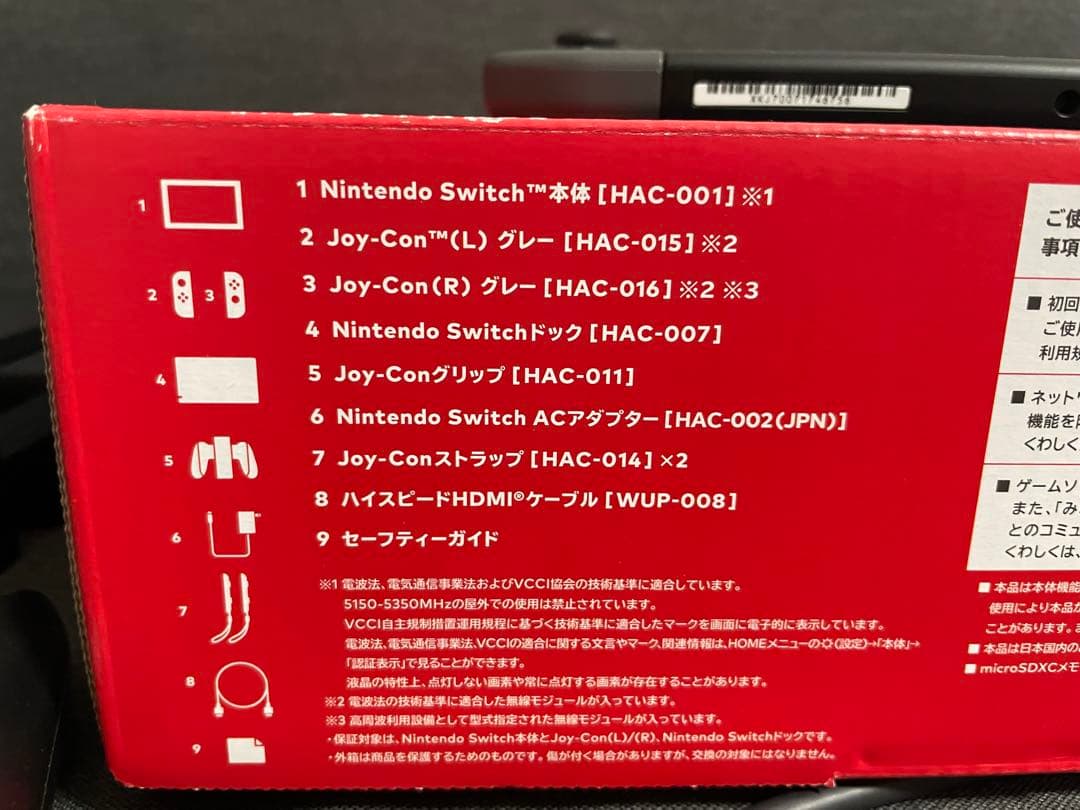 XKJ70071748758
1 Nintendo Switch™本体 [HAC-001] ※1
2 Joy-Con™(L) グレー [HAC-015] ※2
3 Joy-Con(R) グレー [HAC-016] ※2 ※3
4 Nintendo Switchドック [HAC-007]
5 Joy-Conグリップ [HAC-011]
6 Nintendo Switch ACアダプター [HAC-002(JPN)]
7 Joy-Conストラップ [HAC-014] ×2
8 ハイスピードHDMI®ケーブル [WUP-008]
9 セーフティーガイド
1
2
3
4
5
6
7
8
9
※1 電波法、電気通信事業法およびVCCI協会の技術基準に適合しています。
5150-5350MHzの屋外での使用は禁止されています。
VCCI自主規制措置運用規程に基づく技術基準に適合したマークを画面に電子的に表示しています。
電波法、電気通信事業法、VCCIの適合に関する文言やマーク、関連情報は、HOMEメニューの(設定)→「本体」→
「認証表示」で見ることができます。
液晶の特性上、点灯しない画素や常に点灯する画素が存在することがあります。
※2 電波法の技術基準に適合した無線モジュールが入っています。
※3 高周波利用設備として型式指定された無線モジュールが入っています。
・保証対象は、Nintendo Switch本体とJoy-Con(L)/(R)、Nintendo Switchドックです。
・外箱は商品を保護するためのものです。傷が付く場合がありますが、交換の対象にはなりません。
ご使
事項
■ 初回
ご使用
利用規
■ ネットワ
機能を
くわしく
■ ゲームソ
また、「み
とのコミュ
くわしくは、
■ 本品は本体機能
使用により本品が
ことがあります。
■ 本品は日本国内の
■ microSDXCメモ